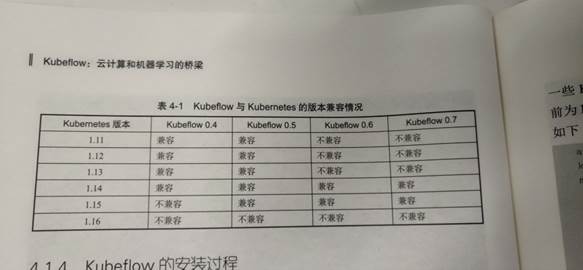 Kubeflow：云计算和机器学习的桥梁
表 4-1 Kubeflow 与 Kubernetes 的版本兼容情况
Kubernetes 版本 Kubeflow 0.4 Kubeflow 0.5 Kubeflow 0.6 Kubeflow 0.7
1.11 兼容 兼容 不兼容 不兼容
1.12 兼容 兼容 不兼容 不兼容
1.13 兼容 兼容 不兼容 不兼容
1.14 兼容 兼容 兼容 兼容
1.15 不兼容 兼容 兼容 兼容
1.16 不兼容 不兼容 不兼容 不兼容
4.1.4 Kubeflow 的安装过程
一些
前为
如下